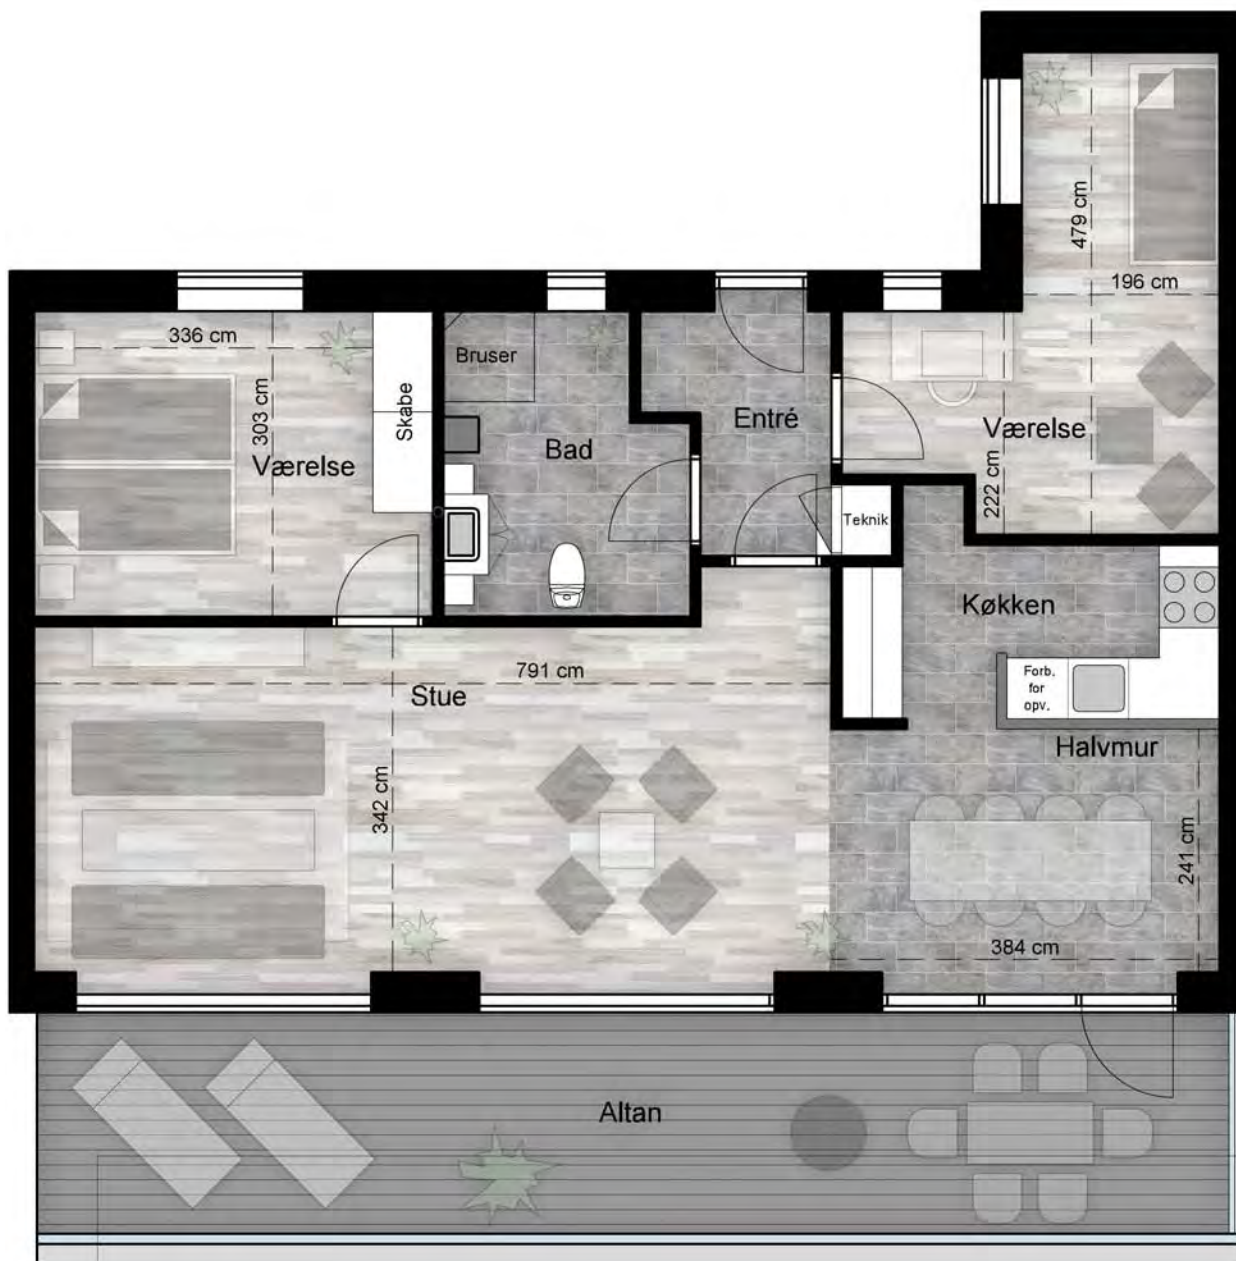 479 cm
196 cm
336 cm
303 cm
Skabe
Værelse
Bruser
Bad
Entré
Værelse
222 cm
Teknik
Køkken
Forb.
for
opv.
Halvmur
791 cm
Stue
342 cm
241 cm
384 cm
Altan